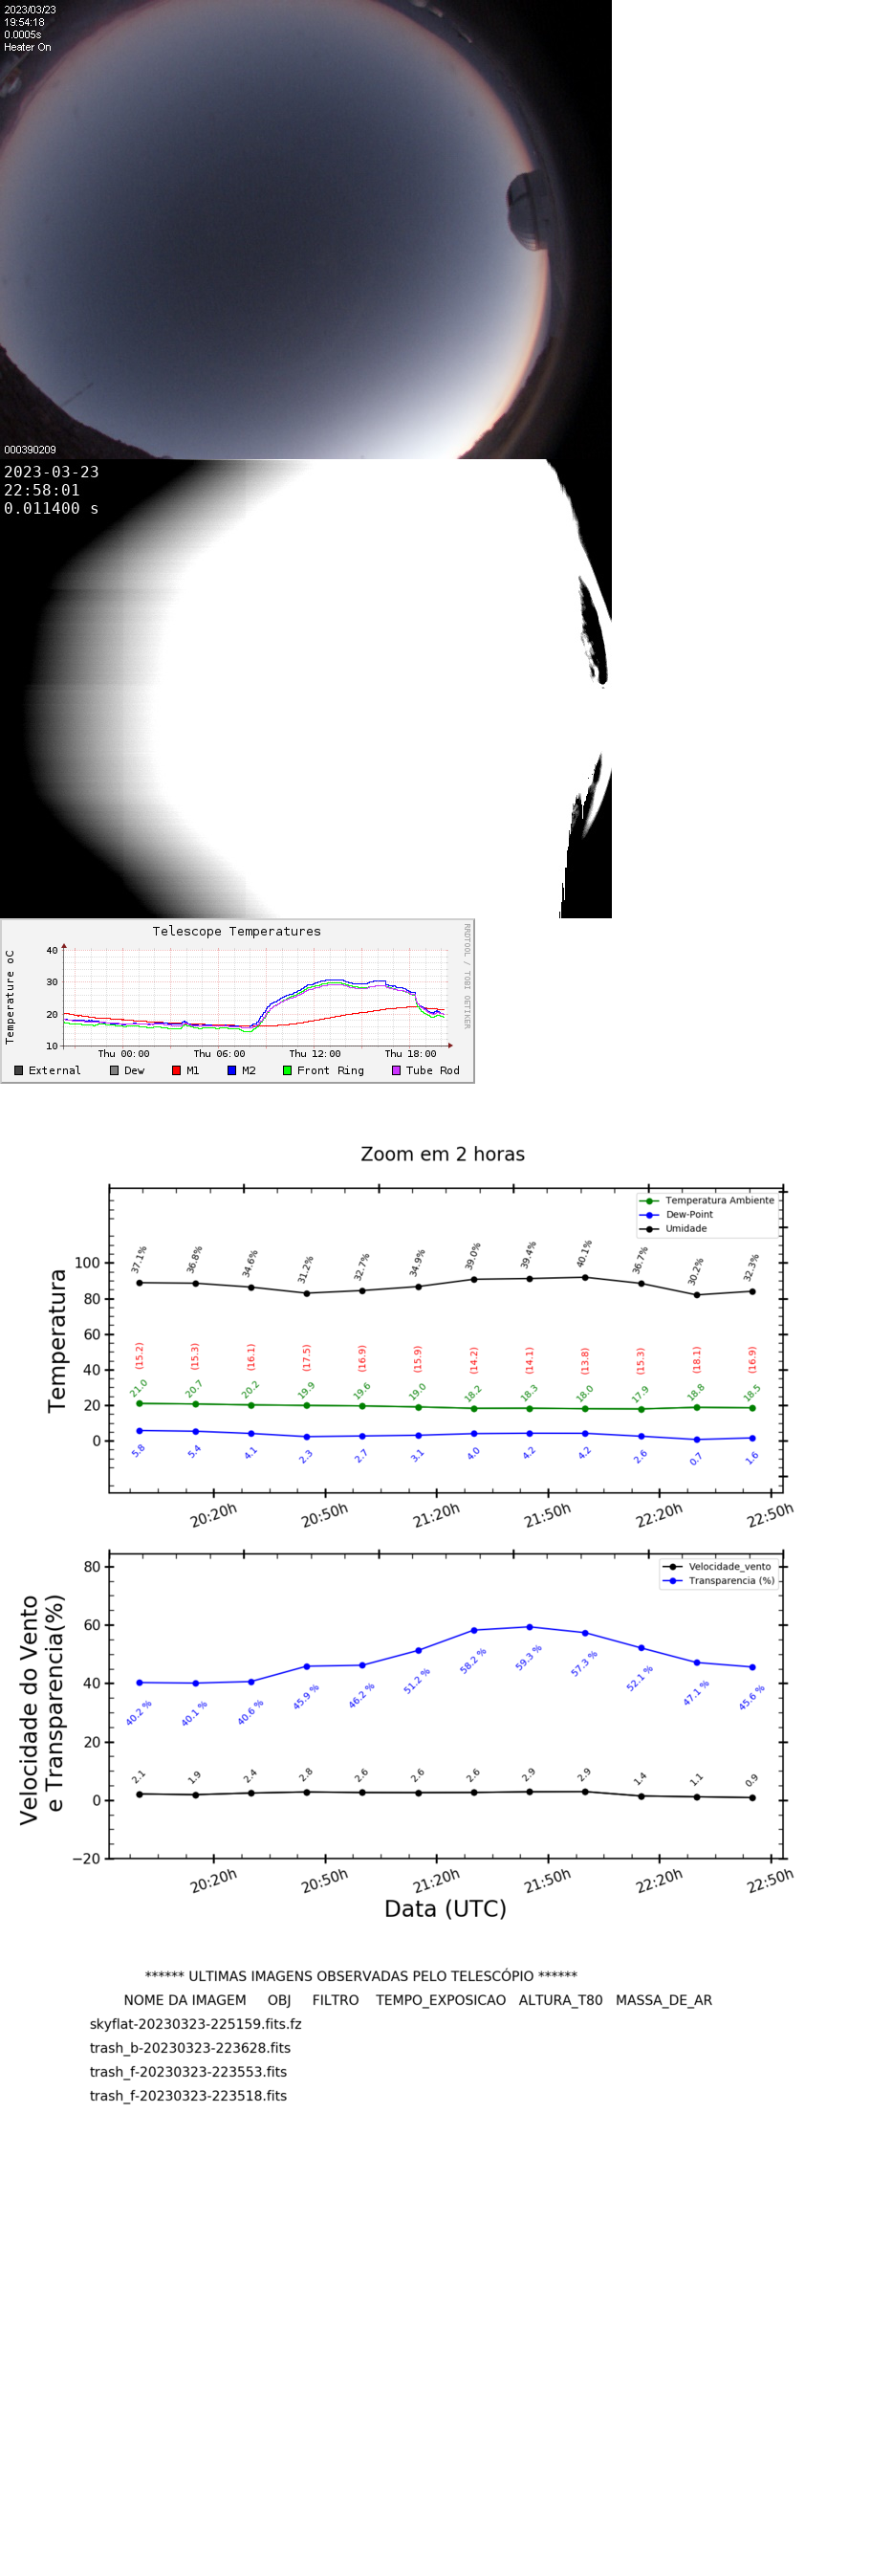 2023/03/23
19:54:18
0.0005s
Heater On
000390209
2023-03-23
22:58:01
0.011400 s
Telescope Temperatures
RRDTOOL / TOBI OETIKER
Temperature oC
40
30
20
10
Thu 00:00 Thu 06:00 Thu 12:00 Thu 18:00
External Dew M1 M2 Front Ring Tube Rod
Zoom em 2 horas
Temperatura Ambiente
Dew-Point
Umidade
Temperatura
100
80
60
40
20
0
37.1% 36.8% 34.6% 31.2% 32.7% 34.9% 39.0% 39.4% 40.1% 36.7% 30.2% 32.3%
(15.2) (15.3) (16.1) (17.5) (16.9) (15.9) (14.2) (14.1) (13.8) (15.3) (18.1) (16.9)
21.0 20.7 20.2 19.9 19.6 19.0 18.2 18.3 18.0 17.9 18.8 18.5
5.8 5.4 4.1 2.3 2.7 3.1 4.0 4.2 4.2 2.6 0.7 1.6
20:20h 20:50h 21:20h 21:50h 22:20h 22:50h
Velocidade_vento
Transparencia (%)
Velocidade do Vento
e Transparencia(%)
80
60
40
20
0
−20
40.2 % 40.1 % 40.6 % 45.9 % 46.2 % 51.2 % 58.2 % 59.3 % 57.3 % 52.1 % 47.1 % 45.6 %
2.1 1.9 2.4 2.8 2.6 2.6 2.6 2.9 2.9 1.4 1.1 0.9
20:20h 20:50h 21:20h 21:50h 22:20h 22:50h
Data (UTC)
****** ULTIMAS IMAGENS OBSERVADAS PELO TELESCÓPIO ******
NOME DA IMAGEM OBJ FILTRO TEMPO_EXPOSICAO ALTURA_T80 MASSA_DE_AR
skyflat-20230323-225159.fits.fz
trash_b-20230323-223628.fits
trash_f-20230323-223553.fits
trash_f-20230323-223518.fits